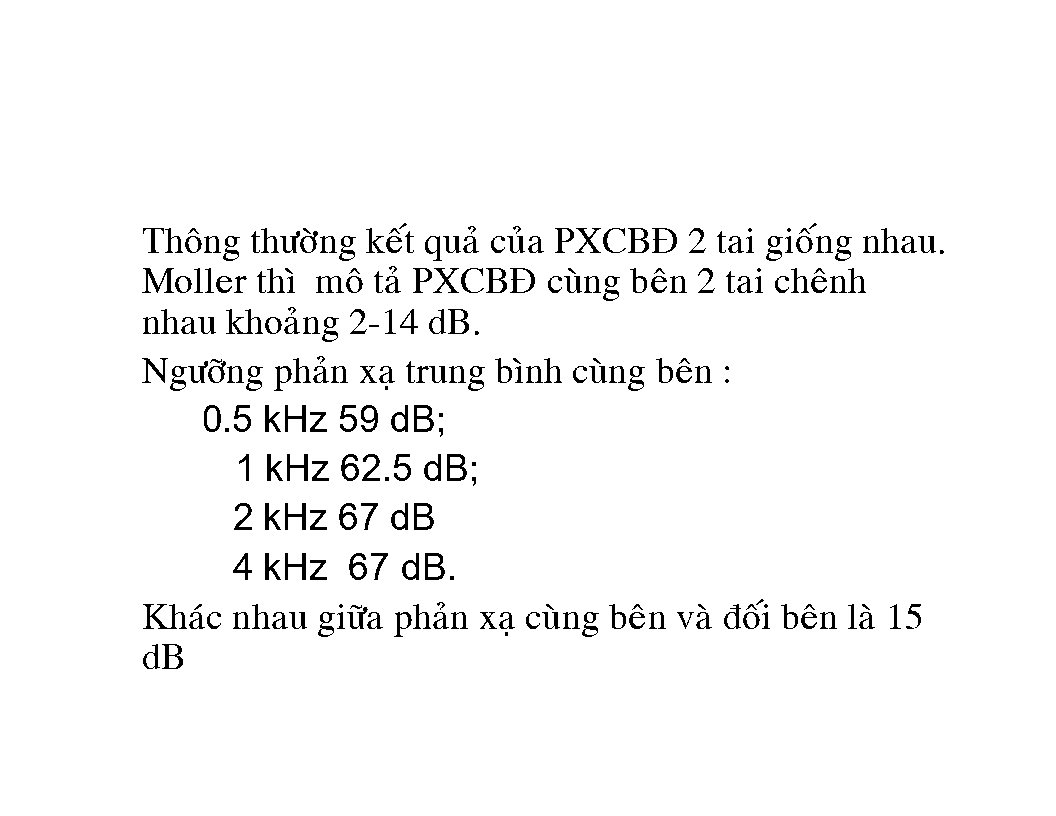 Thông thường kết quả của PXCBĐ 2 tai giống nhau.
Moller thì  mô tả PXCBĐ cùng bên 2 tai chênh
nhau khoảng 2-14 dB.
Ngưỡng phản xạ trung bình cùng bên :
0.5 kHz 59 dB;
1 kHz 62.5 dB;
2 kHz 67 dB
4 kHz  67 dB.
Khác nhau giữa phản xạ cùng bên và đối bên là 15
dB